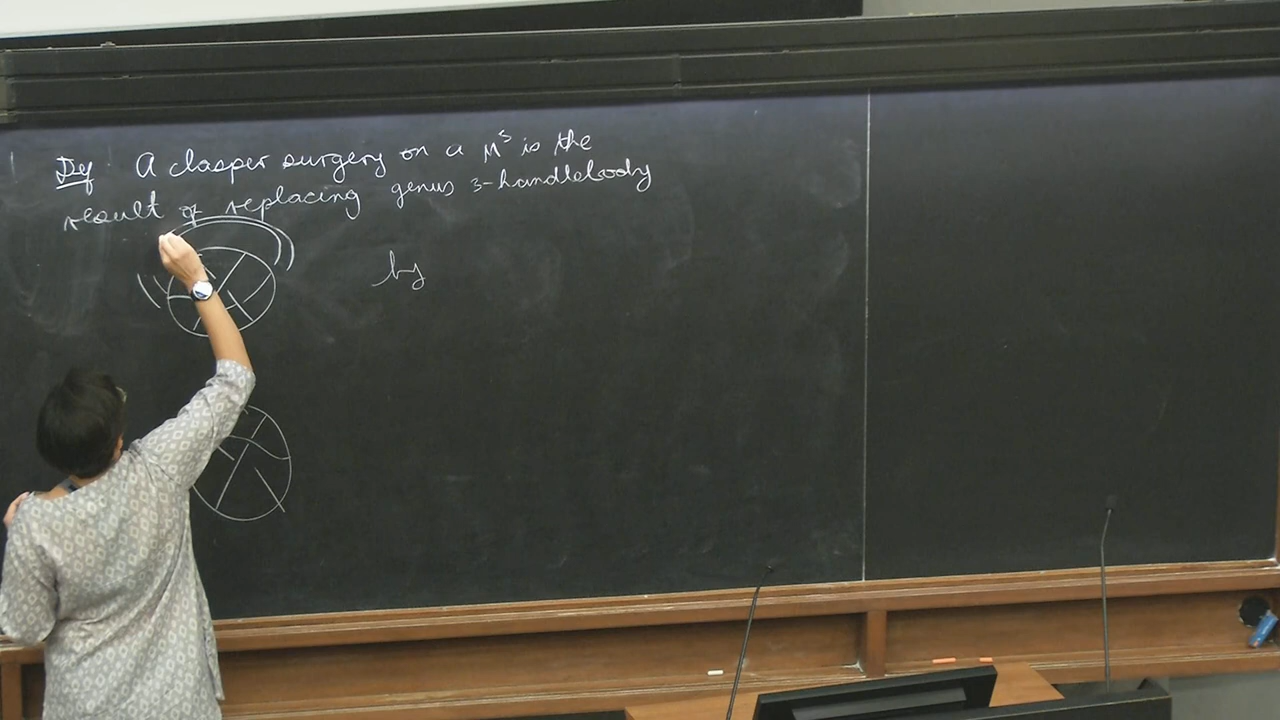 Def A clasper surgery on a M³ is the
result of replacing genus 3-handlebody
by